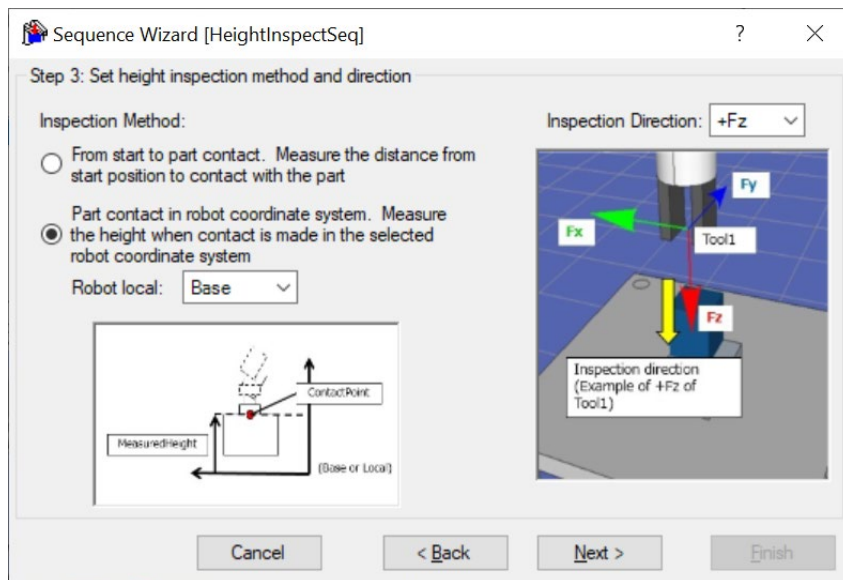 Sequence Wizard [HeightInspectSeq]
?
Step 3: Set height inspection method and direction
Inspection Method:
From start to part contact. Measure the distance from
start position to contact with the part
Part contact in robot coordinate system. Measure
the height when contact is made in the selected
robot coordinate system
Robot local: Base
ContactPoint
MeasuredHeight
(Base or Local)
Inspection Direction: +Fz
Fy
Fx
Tool1
Fz
Inspection direction
(Example of +Fz of
Tool1)
Cancel
< Back
Next >
Finish